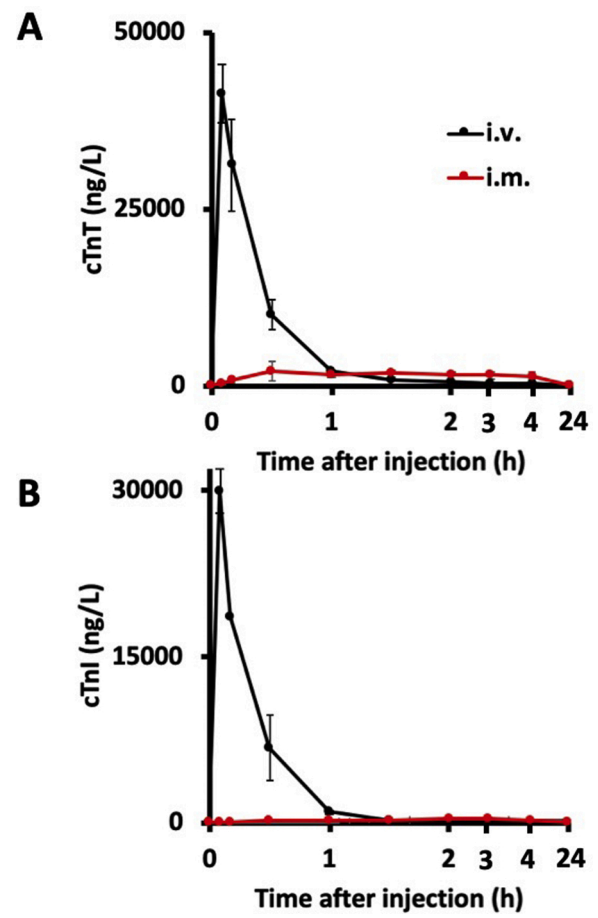 A
50000
25000
0
cTnT (ng/L)
i.v.
i.m.
0 1 2 3 4 24
Time after injection (h)
B
30000
15000
0
cTnI (ng/L)
0 1 2 3 4 24
Time after injection (h)